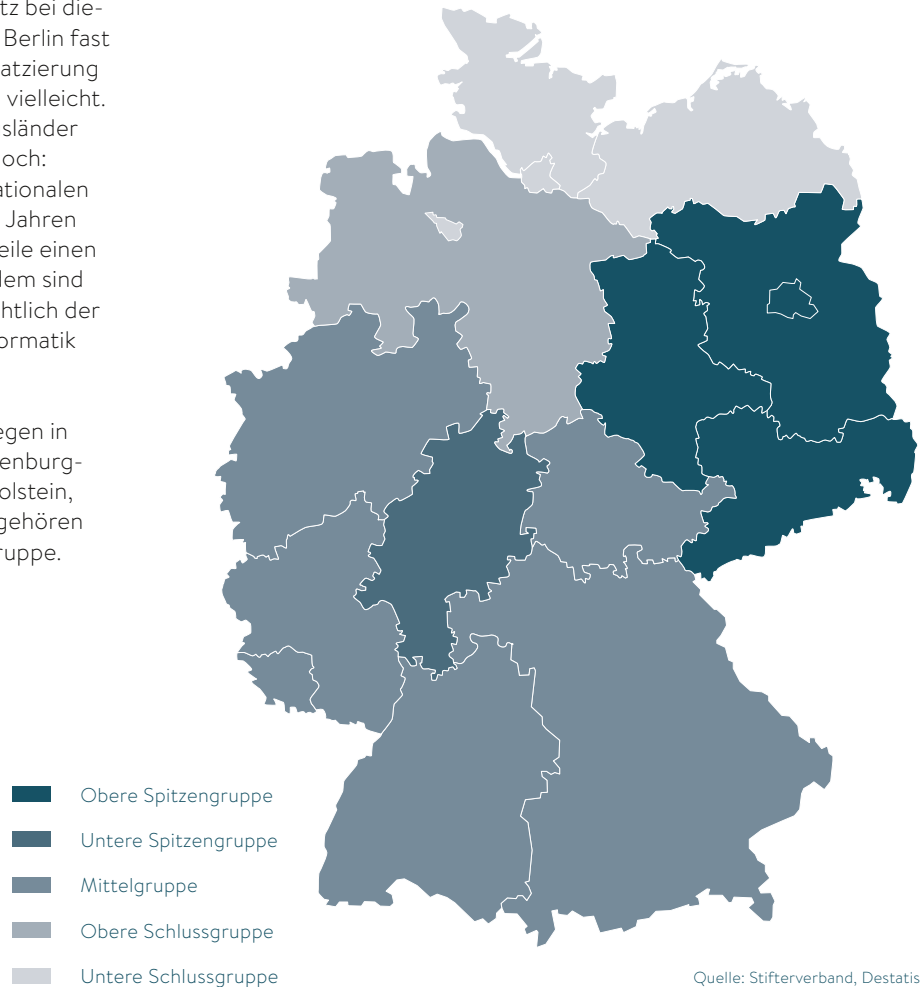 tz bei die-
Berlin fast
atzierung
vielleicht.
sländer
och:
ationalen
Jahren
eile einen
dem sind
chtlich der
ormatik
egen in
enburg-
olstein,
gehören
ruppe.
Obere Spitzengruppe
Untere Spitzengruppe
Mittelgruppe
Obere Schlussgruppe
Untere Schlussgruppe
Quelle: Stifterverband, Destatis